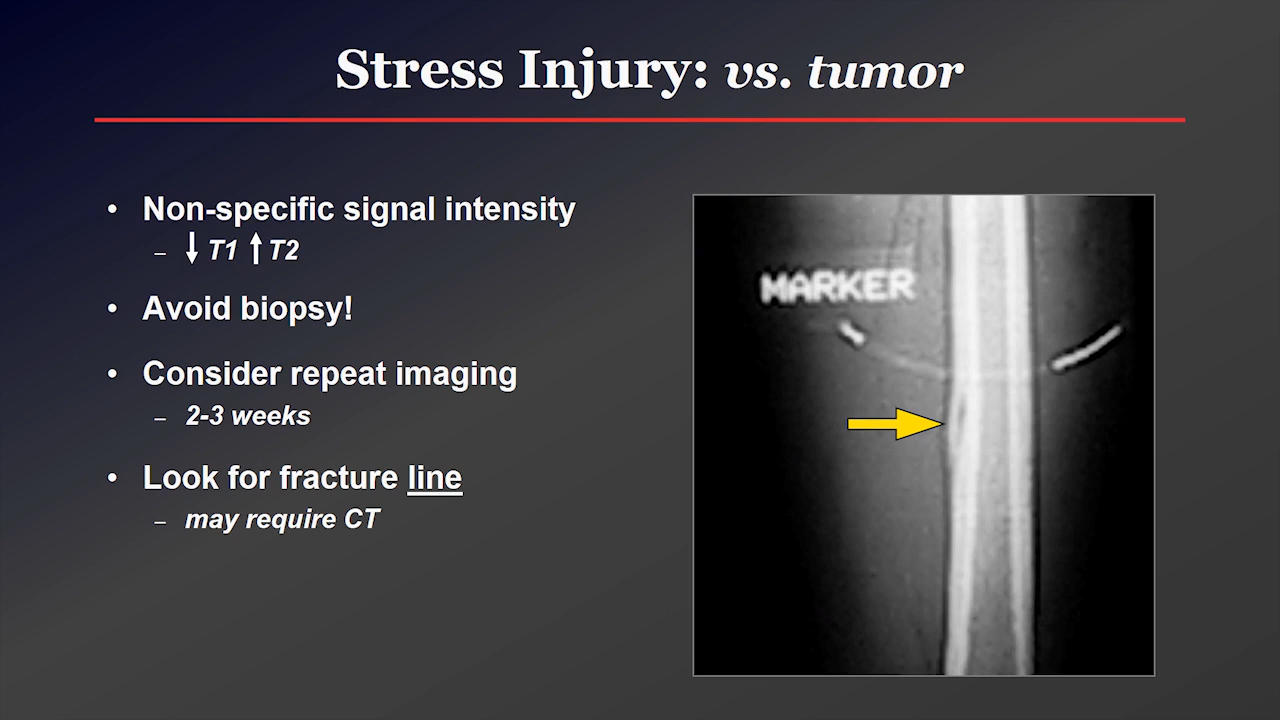 Stress Injury: vs. tumor
• Non-specific signal intensity
– ↓ T1 ↑ T2
• Avoid biopsy!
• Consider repeat imaging
– 2-3 weeks
• Look for fracture line
– may require CT
MARKER